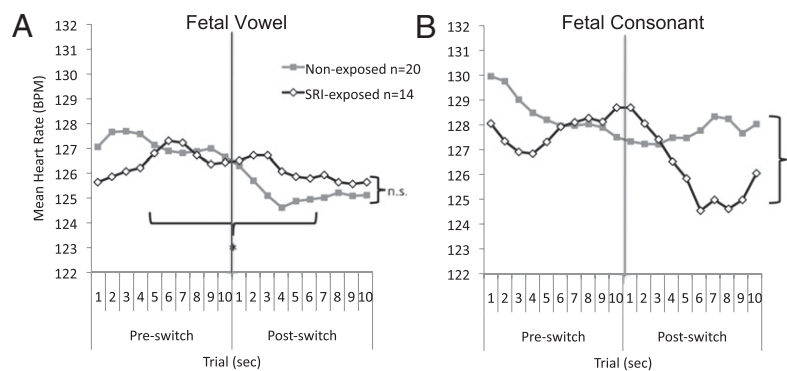 A
Fetal Vowel
132
131
130
129
128
127
126
125
124
123
122
Mean Heart Rate (BPM)
Non-exposed n=20
SRI-exposed n=14
n.s.
*
1 2 3 4 5 6 7 8 9 10 1 2 3 4 5 6 7 8 9 10
Pre-switch Post-switch
Trial (sec)
B
Fetal Consonant
132
131
130
129
128
127
126
125
124
123
122
1 2 3 4 5 6 7 8 9 10 1 2 3 4 5 6 7 8 9 10
Pre-switch Post-switch
Trial (sec)